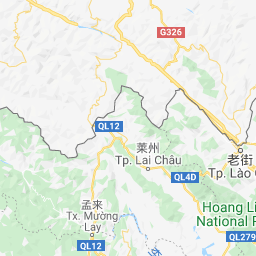 G326
QL12
莱州
Tp. Lai Châu
老街
Tp. Lào C
QL4D
孟来
Tx. Mường
Lay
Hoang Li
National P
QL279
QL12